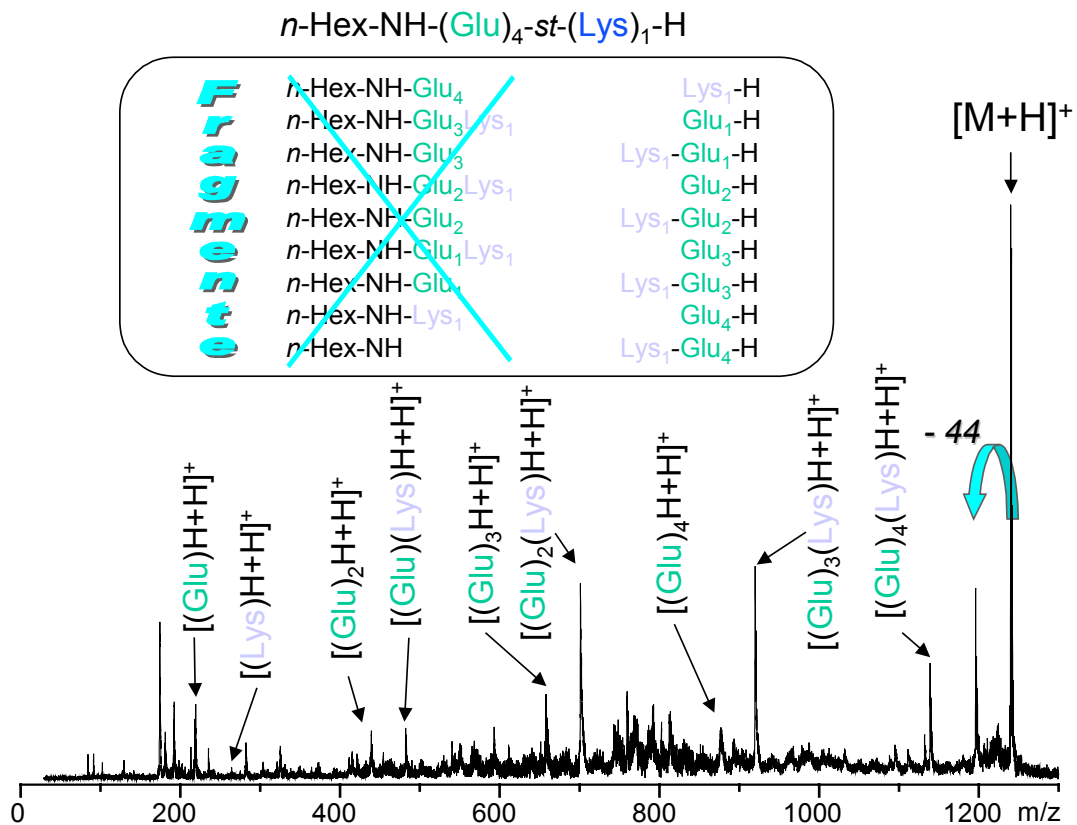 n-Hex-NH-(Glu)₄-st-(Lys)₁-H
Fragmente
n-Hex-NH-Glu₄
n-Hex-NH-Glu₃Lys₁
n-Hex-NH-Glu₃
n-Hex-NH-Glu₂Lys₁
n-Hex-NH-Glu₂
n-Hex-NH-Glu₁Lys₁
n-Hex-NH-Glu₁
n-Hex-NH-Lys₁
n-Hex-NH
Lys₁-H
Glu₁-H
Lys₁-Glu₁-H
Glu₂-H
Lys₁-Glu₂-H
Glu₃-H
Lys₁-Glu₃-H
Glu₄-H
Lys₁-Glu₄-H
[M+H]⁺
- 44
[(Glu)H+H]⁺
[(Lys)H+H]⁺
[(Glu)₂H+H]⁺
[(Glu)(Lys)H+H]⁺
[(Glu)₃H+H]⁺
[(Glu)₂(Lys)H+H]⁺
[(Glu)₄H+H]⁺
[(Glu)₃(Lys)H+H]⁺
[(Glu)₄(Lys)H+H]⁺
0 200 400 600 800 1000 1200 m/z